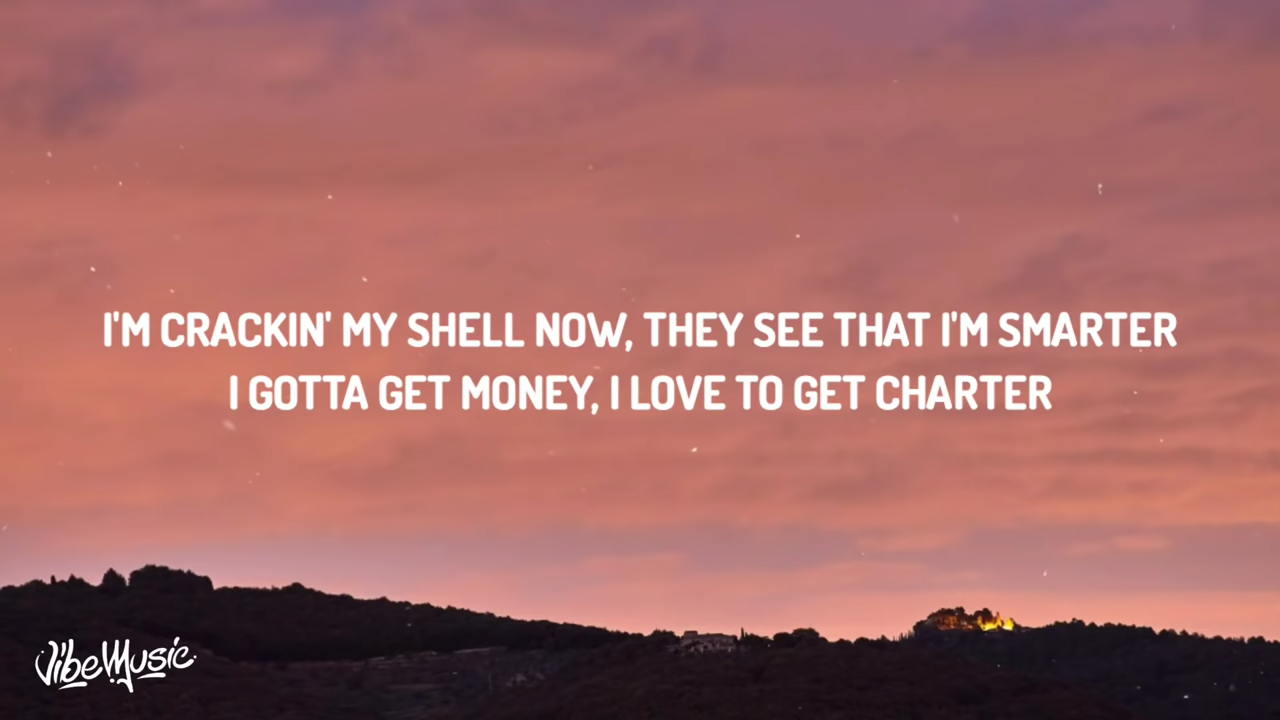 I'M CRACKIN' MY SHELL NOW, THEY SEE THAT I'M SMARTER
I GOTTA GET MONEY, I LOVE TO GET CHARTER
VibeMusic